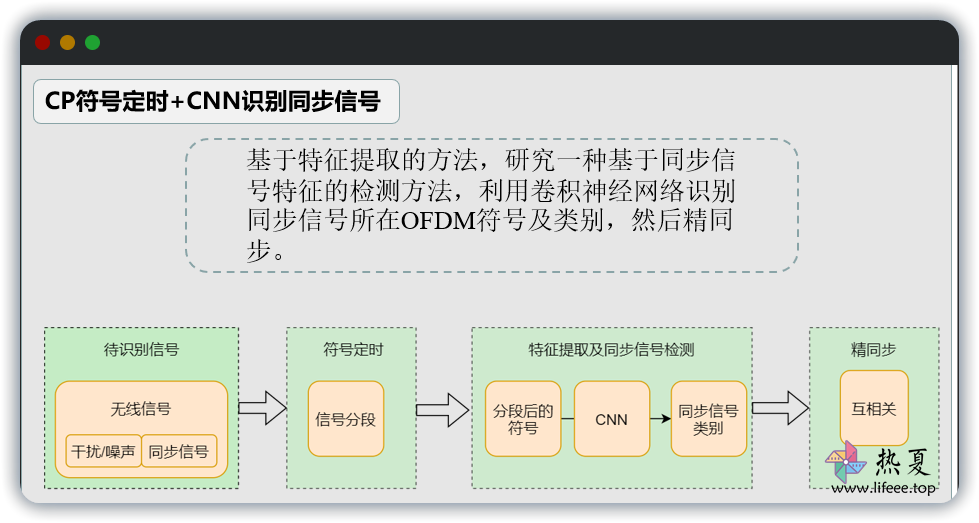 CP符号定时+CNN识别同步信号
基于特征提取的方法，研究一种基于同步信
号特征的检测方法，利用卷积神经网络识别
同步信号所在OFDM符号及类别，然后精同
步。
待识别信号
无线信号
干扰/噪声
同步信号
符号定时
信号分段
特征提取及同步信号检测
分段后的
符号
CNN
同步信号
类别
精同步
互相关
热夏
www.lifeee.top